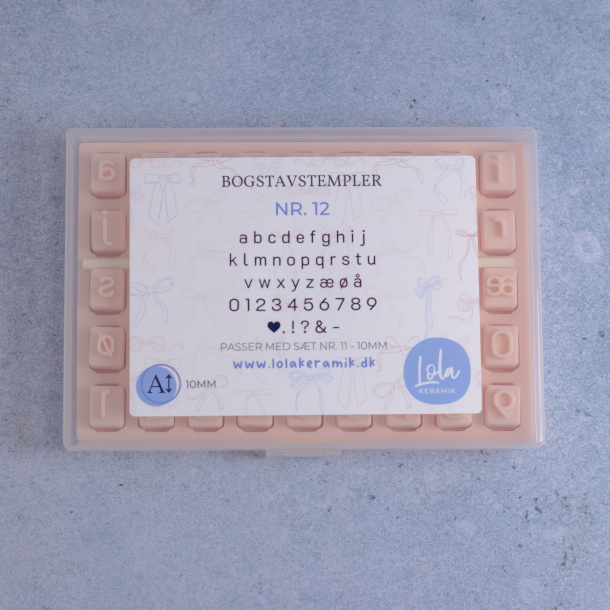 BOGSTAVSTEMPLER
NR. 12
a b c d e f g h i j
k l m n o p q r s t u
v w x y z æ ø å
0 1 2 3 4 5 6 7 8 9
♥ . ! ? & -
PASSER MED SÆT NR. 11 - 10MM
www.lolakeramik.dk
A↕ 10MM
Lola
KERAMIK